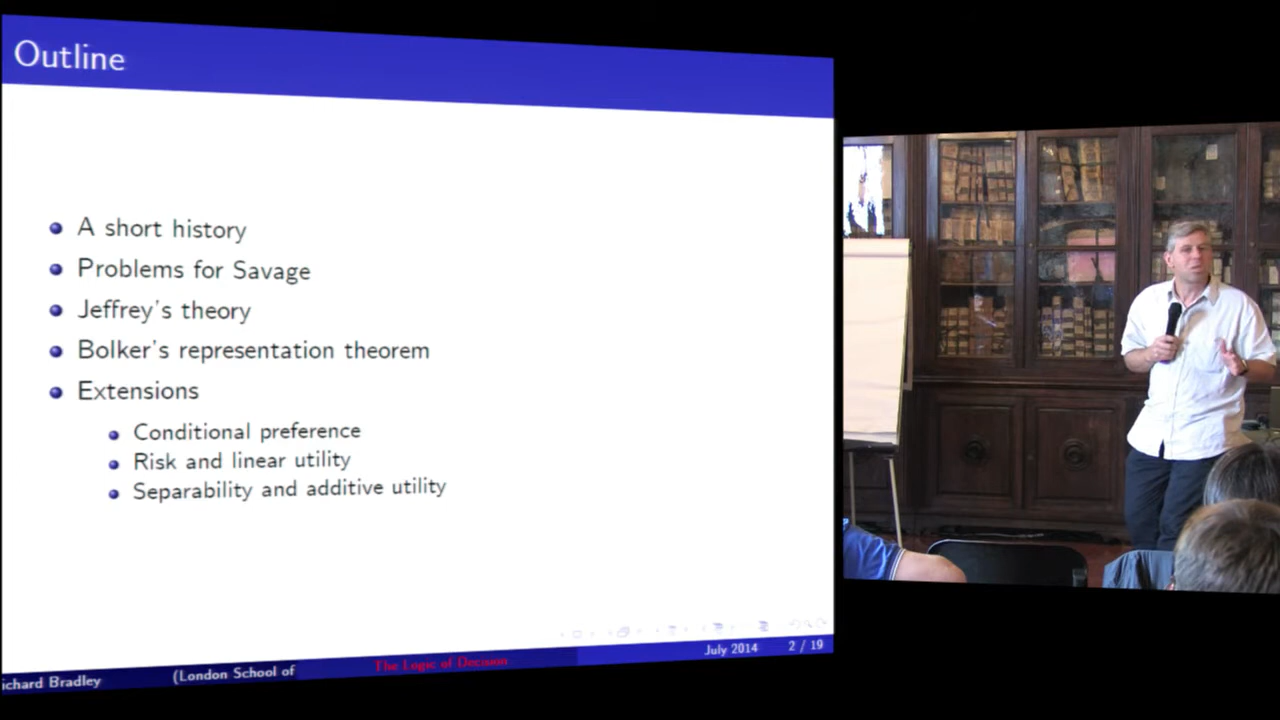 Outline
A short history
Problems for Savage
Jeffrey's theory
Bolker's representation theorem
Extensions
Conditional preference
Risk and linear utility
Separability and additive utility
ichard Bradley (London School of The Logic of Decision July 2014 2 / 19